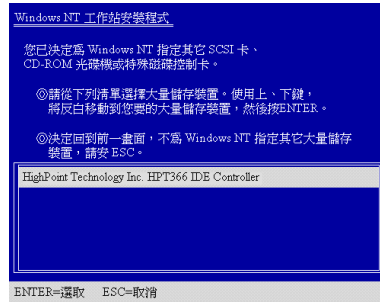 Windows NT 工作站安裝程式
您已決定為 Windows NT 指定其它 SCSI 卡、
CD-ROM 光碟機或特殊磁碟控制卡。
◎請從下列清單選擇大量儲存裝置。使用上、下鍵，
將反白移動到您要的大量儲存裝置，然後按ENTER。
◎決定回到前一畫面，不為 Windows NT 指定其它大量儲存
裝置，請安 ESC。
HighPoint Technology Inc. HPT366 IDE Controller
ENTER=選取 ESC=取消